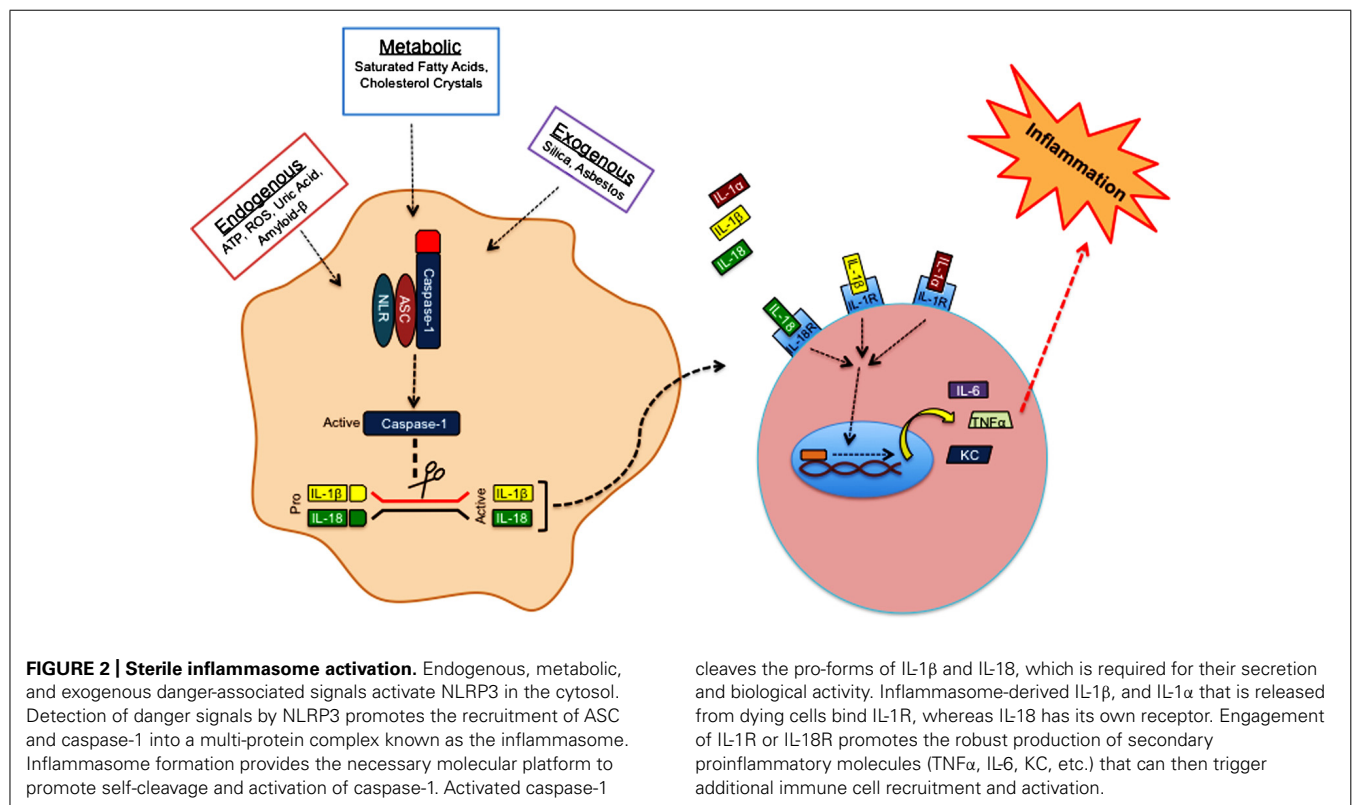 Metabolic
Saturated Fatty Acids,
Cholesterol Crystals
Endogenous
ATP, ROS, Uric Acid,
Amyloid-β
Exogenous
Silica, Asbestos
NLR
ASC
Caspase-1
Active
Caspase-1
Pro
IL-1β
IL-18
Active
IL-1β
IL-18
IL-1α
IL-1β
IL-18
IL-18
IL-18R
IL-1β
IL-1R
IL-1α
IL-1R
IL-6
TNFα
KC
Inflammation
FIGURE 2 | Sterile inflammasome activation. Endogenous, metabolic,
and exogenous danger-associated signals activate NLRP3 in the cytosol.
Detection of danger signals by NLRP3 promotes the recruitment of ASC
and caspase-1 into a multi-protein complex known as the inflammasome.
Inflammasome formation provides the necessary molecular platform to
promote self-cleavage and activation of caspase-1. Activated caspase-1
cleaves the pro-forms of IL-1β and IL-18, which is required for their secretion
and biological activity. Inflammasome-derived IL-1β, and IL-1α that is released
from dying cells bind IL-1R, whereas IL-18 has its own receptor. Engagement
of IL-1R or IL-18R promotes the robust production of secondary
proinflammatory molecules (TNFα, IL-6, KC, etc.) that can then trigger
additional immune cell recruitment and activation.